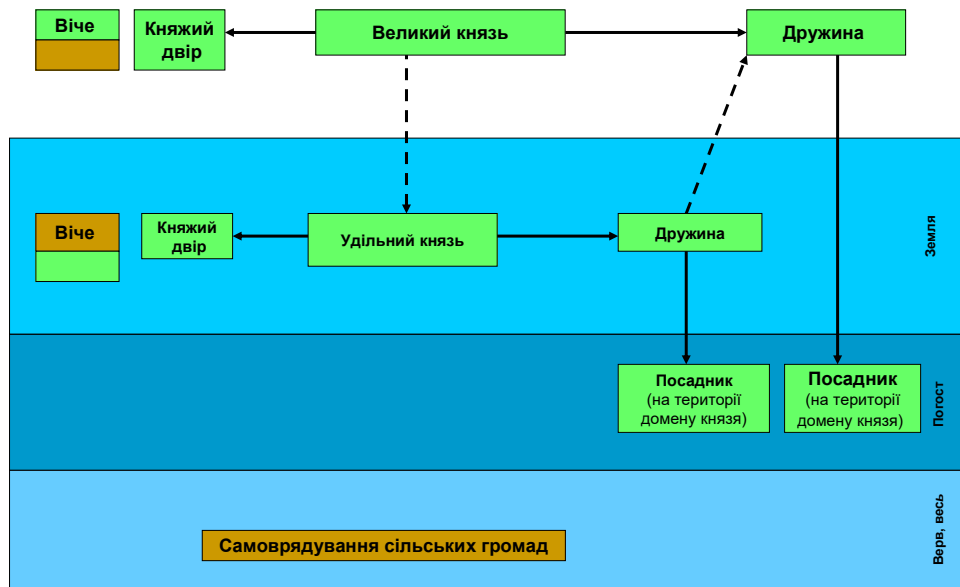 Віче
Княжий
двір
Великий князь
Дружина
Віче
Княжий
двір
Удільний князь
Дружина
Земля
Посадник
(на території
домену князя)
Посадник
(на території
домену князя)
Погост
Самоврядування сільських громад
Верв, весь